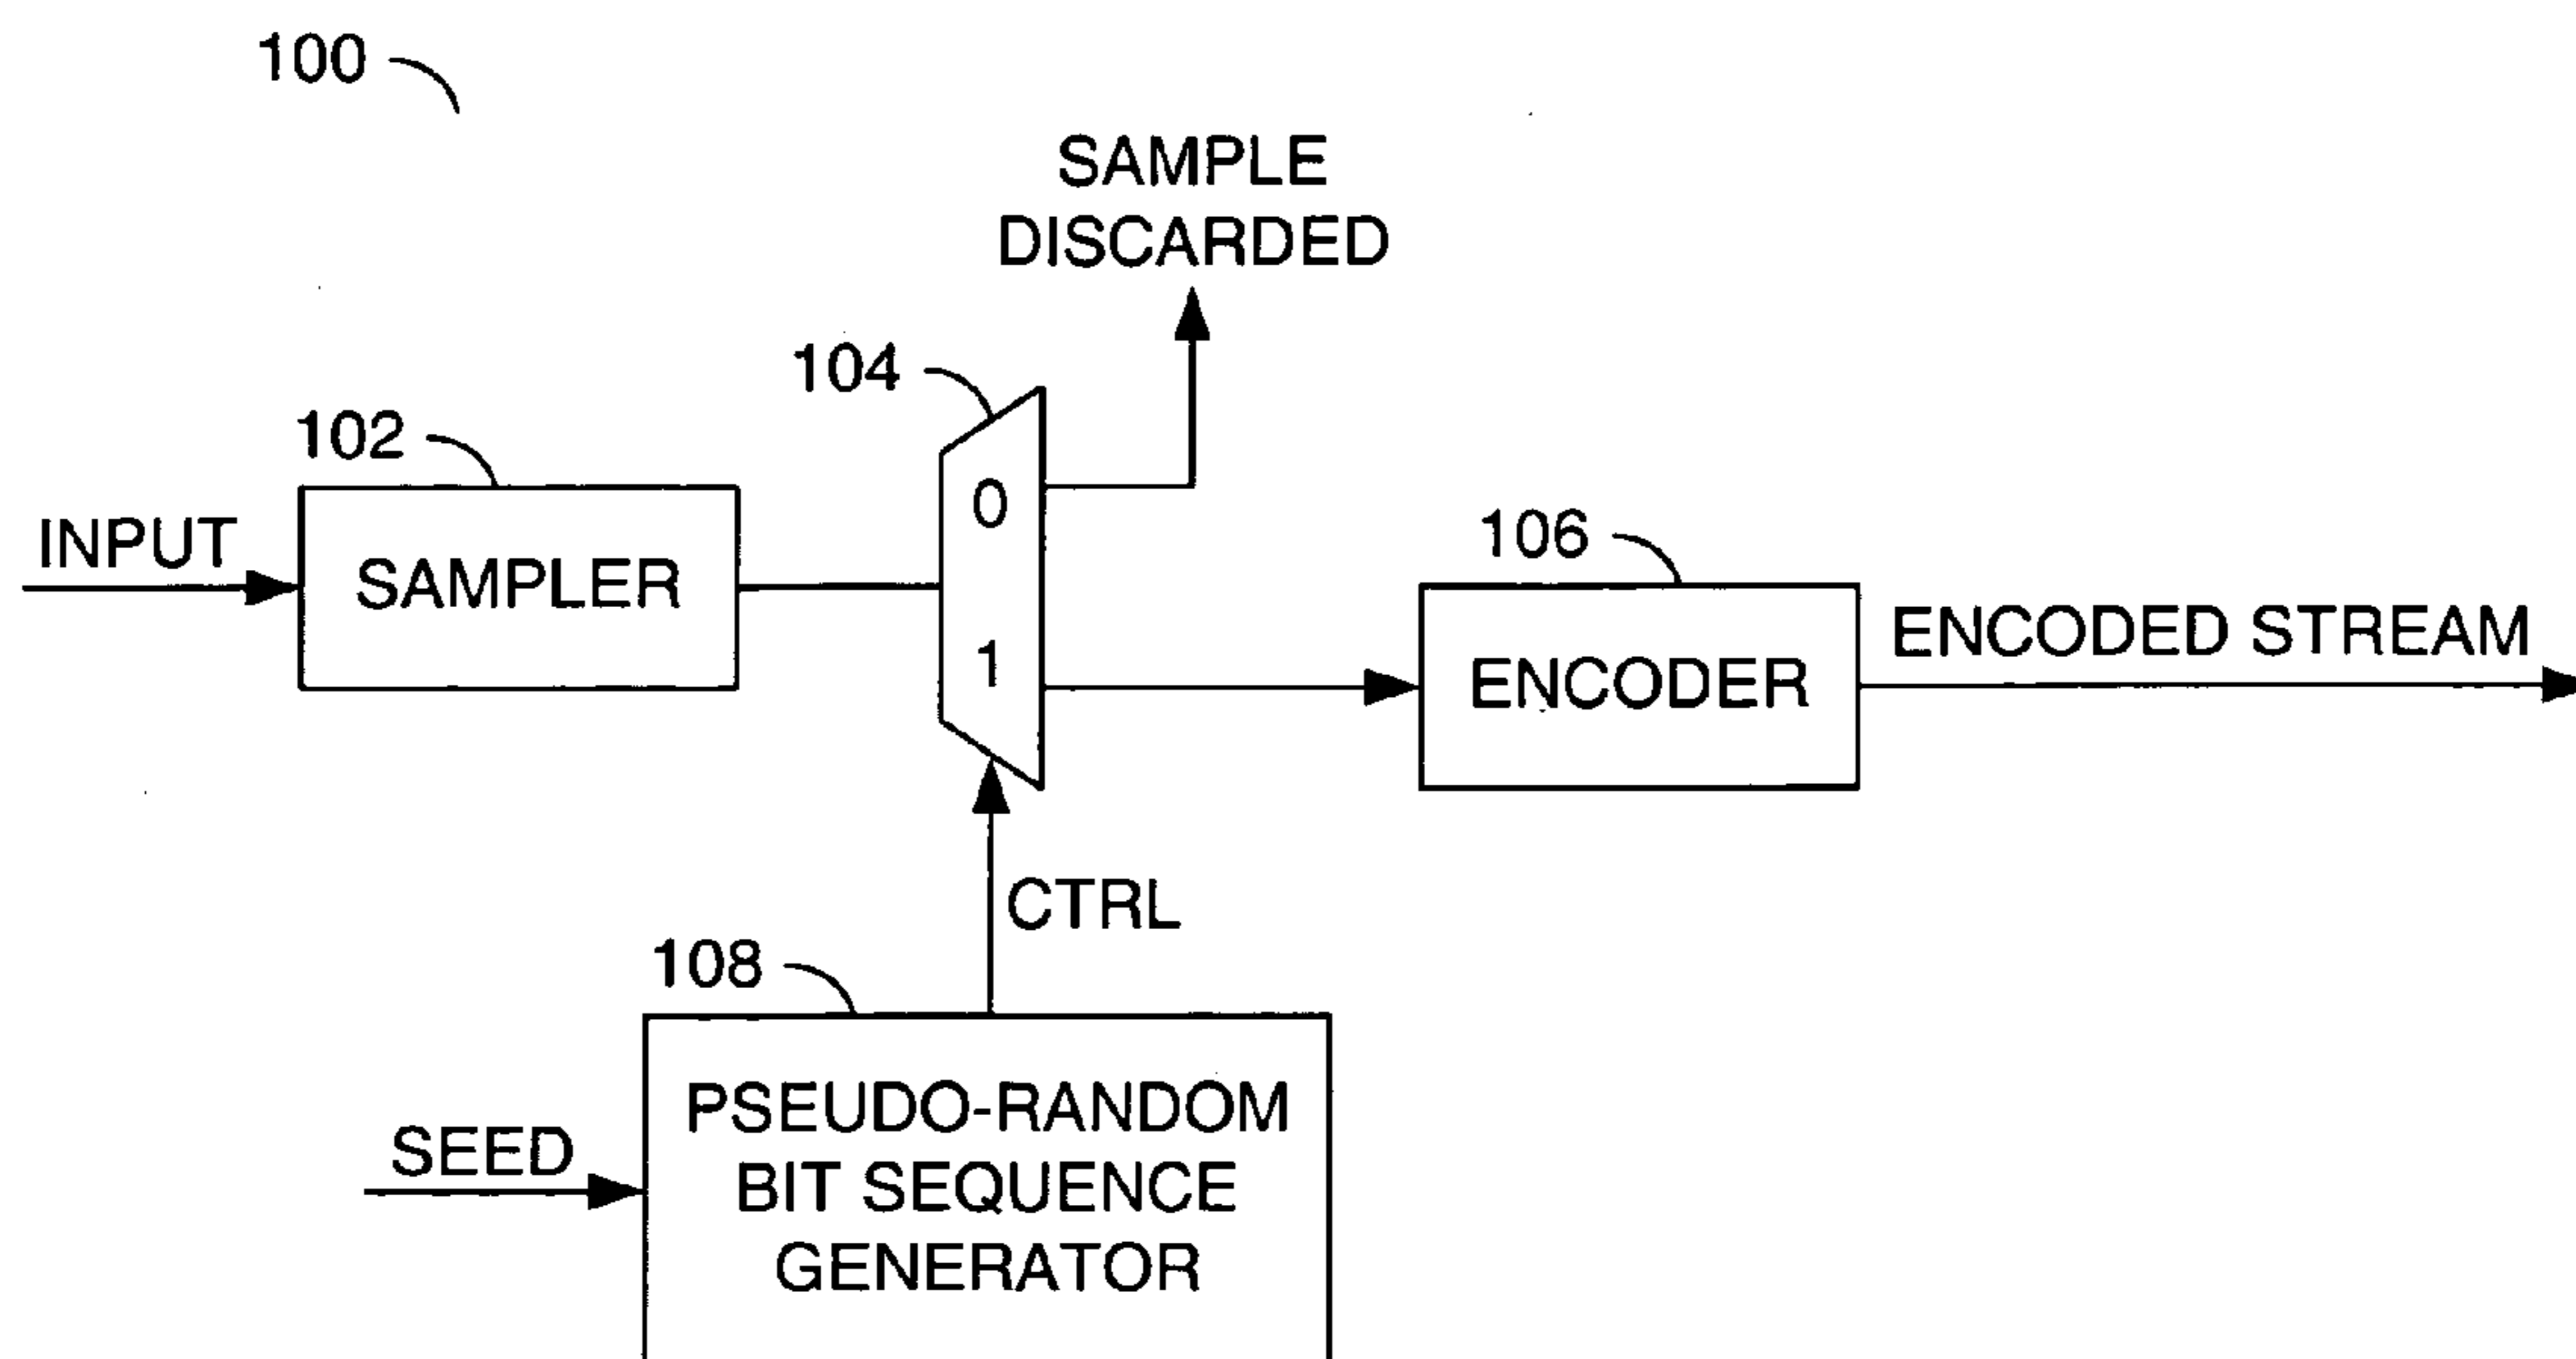 100
SAMPLE
DISCARDED
104
102
INPUT
SAMPLER
0
1
106
ENCODER
ENCODED STREAM
CTRL
108
SEED
PSEUDO-RANDOM
BIT SEQUENCE
GENERATOR